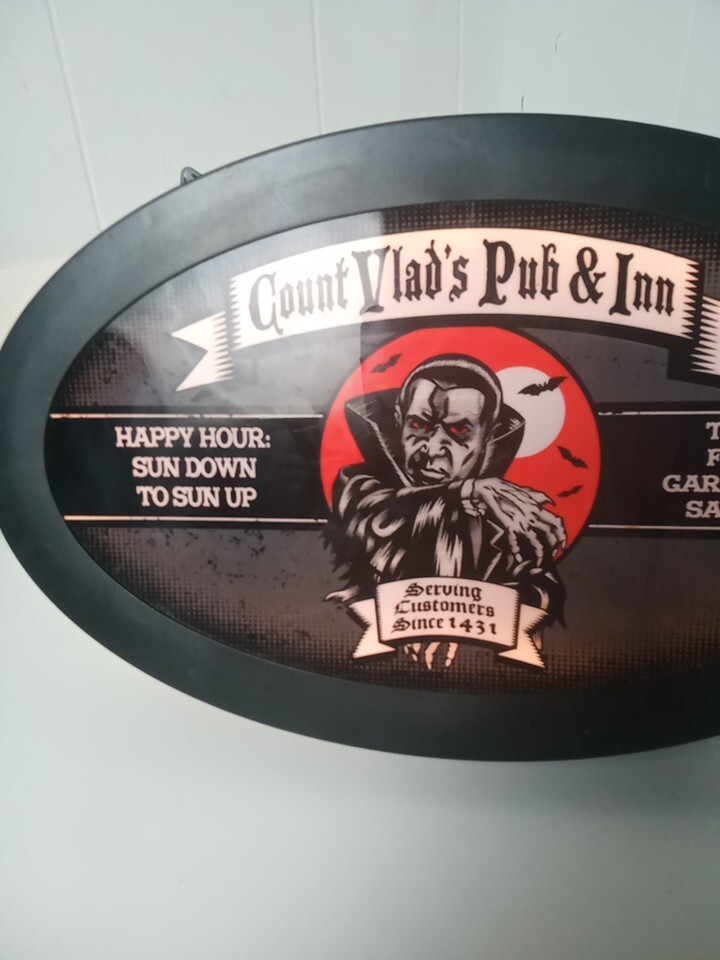 Count Vlad's Pub & Inn
HAPPY HOUR:
SUN DOWN
TO SUN UP
Serving
Customers
Since 1431